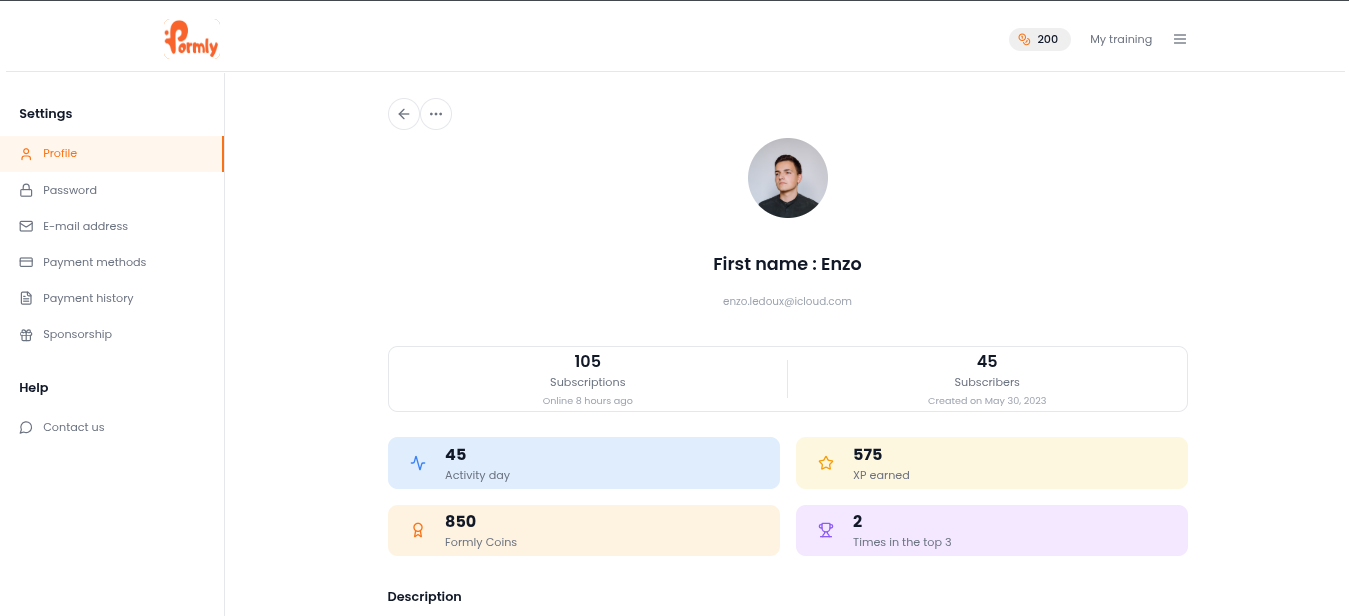 Formly
200
My training
Settings
Profile
Password
E-mail address
Payment methods
Payment history
Sponsorship
Help
Contact us
First name : Enzo
enzo.ledoux@icloud.com
105
Subscriptions
Online 8 hours ago
45
Subscribers
Created on May 30, 2023
45
Activity day
575
XP earned
850
Formly Coins
2
Times in the top 3
Description